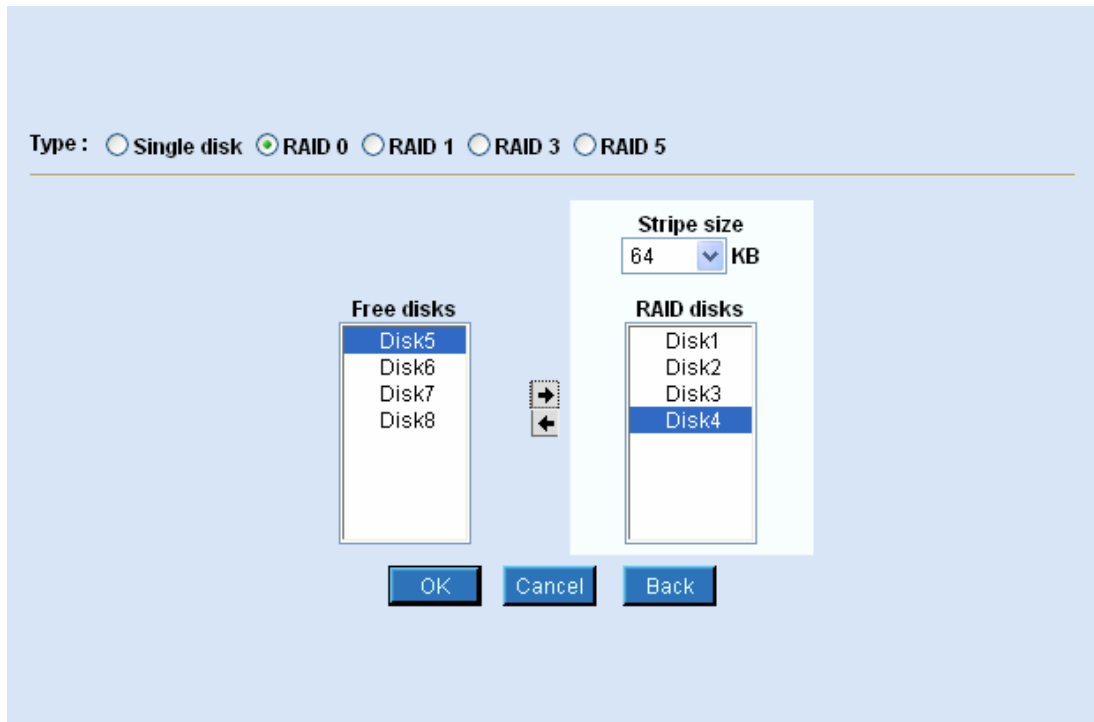 Type : Single disk RAID 0 RAID 1 RAID 3 RAID 5
Stripe size
64 KB
Free disks
Disk5
Disk6
Disk7
Disk8
RAID disks
Disk1
Disk2
Disk3
Disk4
OK Cancel Back